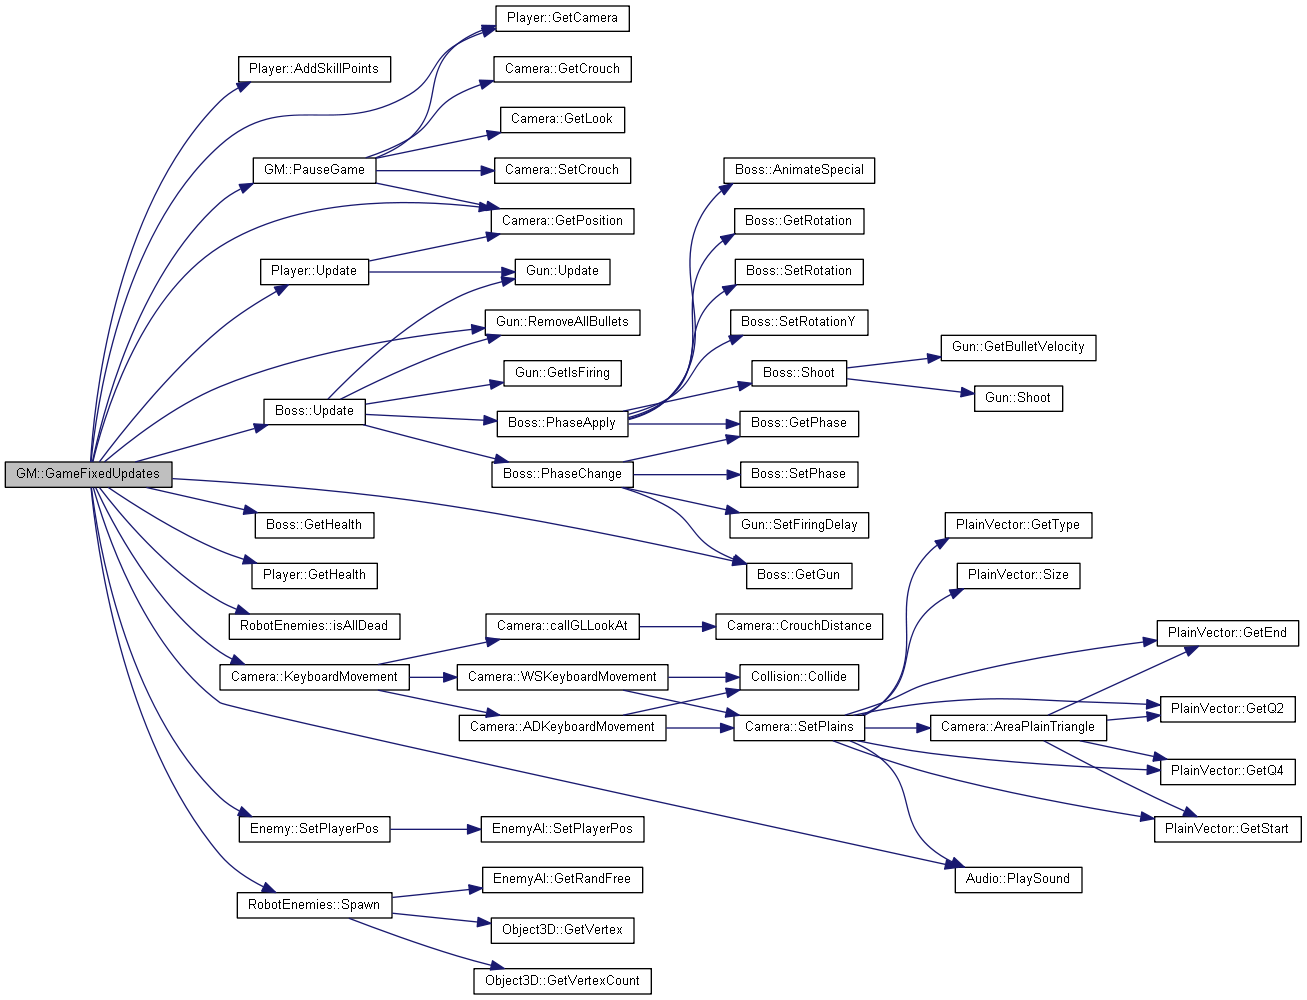 Player::GetCamera
Player::AddSkillPoints
Camera::GetCrouch
Camera::GetLook
GM::PauseGame
Camera::SetCrouch
Boss::AnimateSpecial
Camera::GetPosition
Boss::GetRotation
Player::Update
Gun::Update
Boss::SetRotation
Gun::RemoveAllBullets
Boss::SetRotationY
Gun::GetBulletVelocity
Gun::GetIsFiring
Boss::Shoot
Gun::Shoot
Boss::Update
Boss::PhaseApply
Boss::GetPhase
GM::GameFixedUpdates
Boss::PhaseChange
Boss::SetPhase
Boss::GetHealth
Gun::SetFiringDelay
PlainVector::GetType
Player::GetHealth
Boss::GetGun
PlainVector::Size
RobotEnemies::isAllDead
Camera::callGLLookAt
Camera::CrouchDistance
PlainVector::GetEnd
Camera::KeyboardMovement
Camera::WSKeyboardMovement
Collision::Collide
PlainVector::GetQ2
Camera::ADKeyboardMovement
Camera::SetPlains
Camera::AreaPlainTriangle
PlainVector::GetQ4
Enemy::SetPlayerPos
EnemyAI::SetPlayerPos
PlainVector::GetStart
EnemyAI::GetRandFree
Audio::PlaySound
RobotEnemies::Spawn
Object3D::GetVertex
Object3D::GetVertexCount